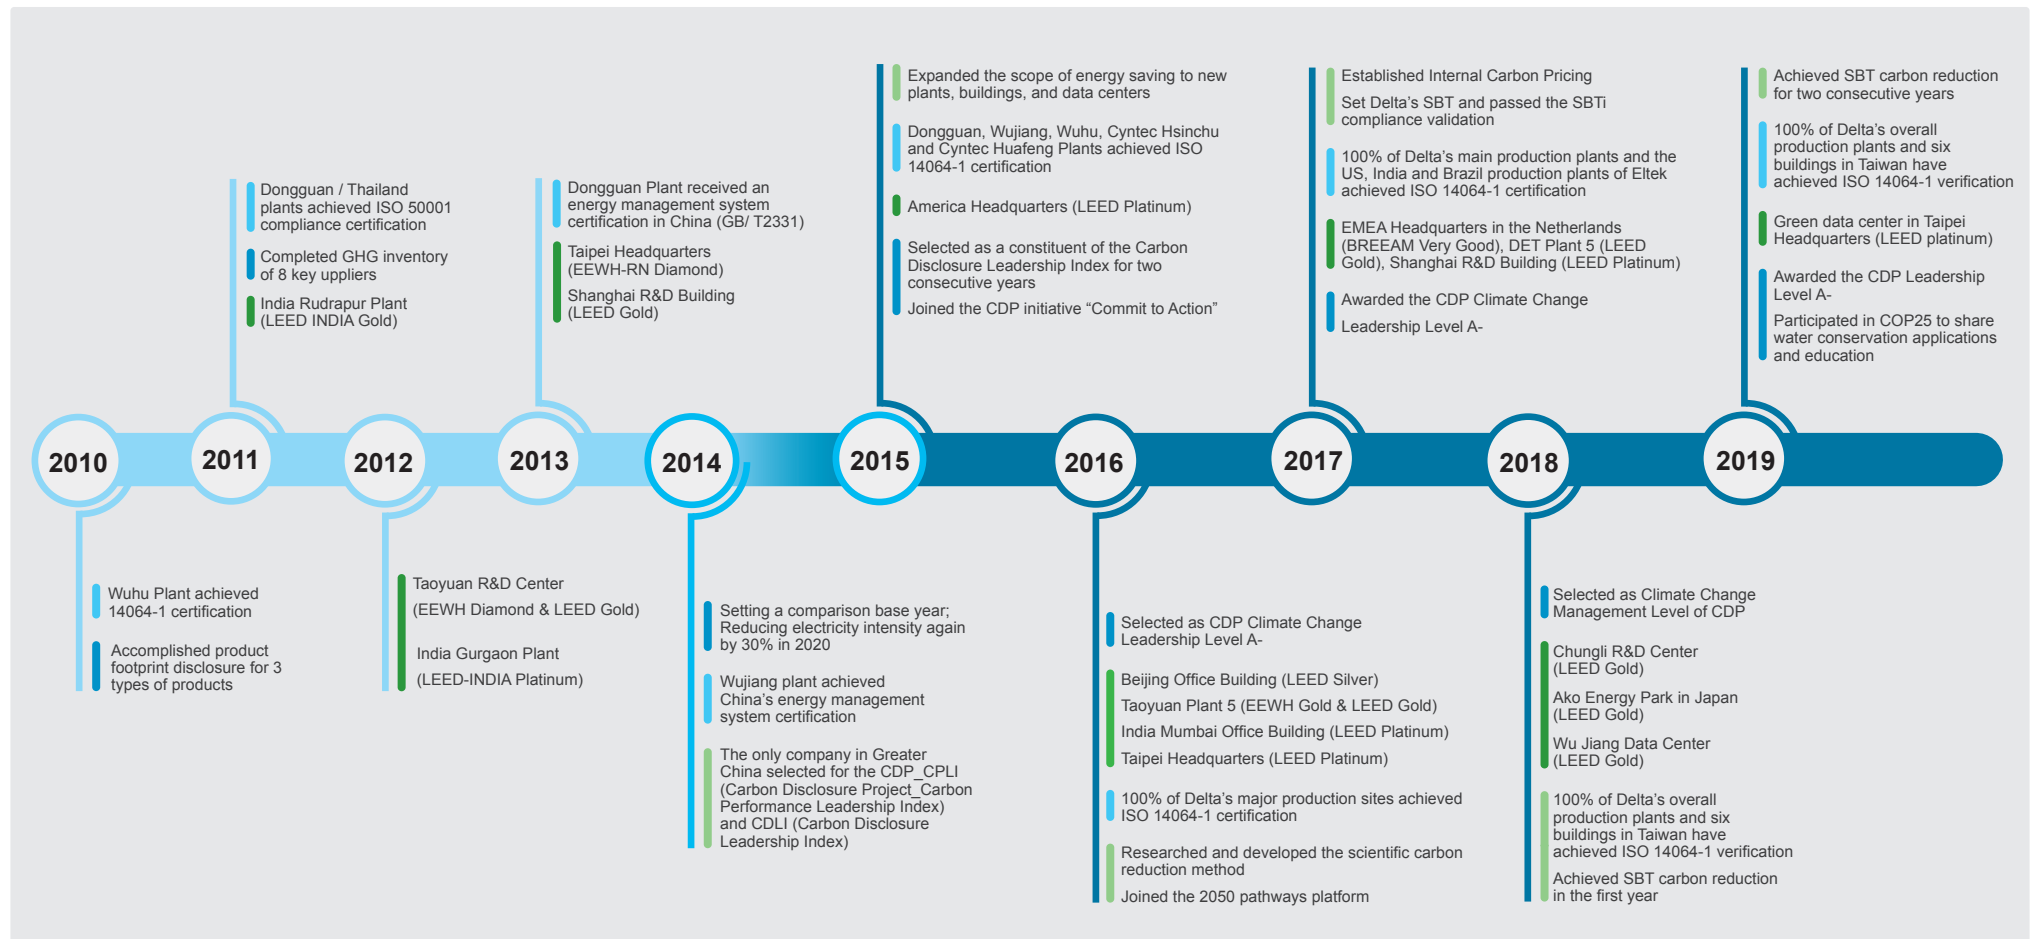 Expanded the scope of energy saving to new
plants, buildings, and data centers
Dongguan, Wujiang, Wuhu, Cyntec Hsinchu
and Cyntec Huafeng Plants achieved ISO
14064-1 certification
America Headquarters (LEED Platinum)
Selected as a constituent of the Carbon
Disclosure Leadership Index for two
consecutive years
Joined the CDP initiative “Commit to Action”
Established Internal Carbon Pricing
Set Delta’s SBT and passed the SBTi
compliance validation
100% of Delta’s main production plants and the
US, India and Brazil production plants of Eltek
achieved ISO 14064-1 certification
EMEA Headquarters in the Netherlands
(BREEAM Very Good), DET Plant 5 (LEED
Gold), Shanghai R&D Building (LEED Platinum)
Awarded the CDP Climate Change
Leadership Level A-
Achieved SBT carbon reduction
for two consecutive years
100% of Delta’s overall
production plants and six
buildings in Taiwan have
achieved ISO 14064-1 verification
Green data center in Taipei
Headquarters (LEED platinum)
Awarded the CDP Leadership
Level A-
Participated in COP25 to share
water conservation applications
and education
Dongguan / Thailand
plants achieved ISO 50001
compliance certification
Completed GHG inventory
of 8 key uppliers
India Rudrapur Plant
(LEED INDIA Gold)
Dongguan Plant received an
energy management system
certification in China (GB/ T2331)
Taipei Headquarters
(EEWH-RN Diamond)
Shanghai R&D Building
(LEED Gold)
2010
2011
2012
2013
2014
2015
2016
2017
2018
2019
Wuhu Plant achieved
14064-1 certification
Accomplished product
footprint disclosure for 3
types of products
Taoyuan R&D Center
(EEWH Diamond & LEED Gold)
India Gurgaon Plant
(LEED-INDIA Platinum)
Setting a comparison base year;
Reducing electricity intensity again
by 30% in 2020
Wujiang plant achieved
China’s energy management
system certification
The only company in Greater
China selected for the CDP_CPLI
(Carbon Disclosure Project_Carbon
Performance Leadership Index)
and CDLI (Carbon Disclosure
Leadership Index)
Selected as CDP Climate Change
Leadership Level A-
Beijing Office Building (LEED Silver)
Taoyuan Plant 5 (EEWH Gold & LEED Gold)
India Mumbai Office Building (LEED Platinum)
Taipei Headquarters (LEED Platinum)
100% of Delta’s major production sites achieved
ISO 14064-1 certification
Researched and developed the scientific carbon
reduction method
Joined the 2050 pathways platform
Selected as Climate Change
Management Level of CDP
Chungli R&D Center
(LEED Gold)
Ako Energy Park in Japan
(LEED Gold)
Wu Jiang Data Center
(LEED Gold)
100% of Delta’s overall
production plants and six
buildings in Taiwan have
achieved ISO 14064-1 verification
Achieved SBT carbon reduction
in the first year